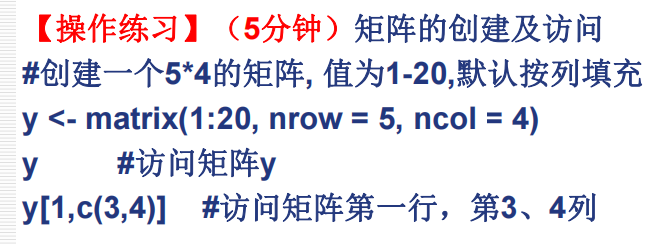 【操作练习】（5分钟）矩阵的创建及访问
#创建一个5*4的矩阵, 值为1-20,默认按列填充
y <- matrix(1:20, nrow = 5, ncol = 4)
y #访问矩阵y
y[1,c(3,4)] #访问矩阵第一行，第3、4列